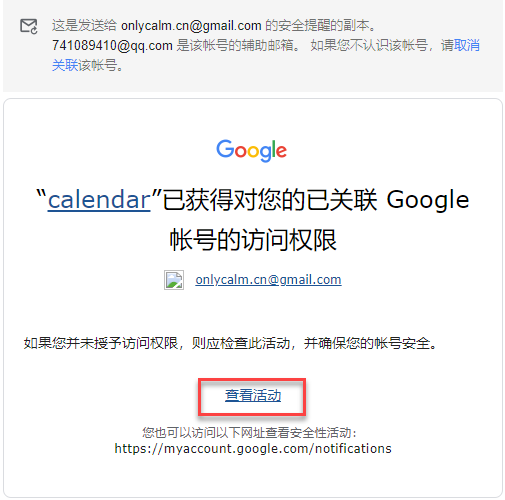 这是发送给 onlycalm.cn@gmail.com 的安全提醒的副本。
741089410@qq.com 是该帐号的辅助邮箱。 如果您不认识该帐号，请取消
关联该帐号。
Google
“calendar”已获得对您的已关联 Google
帐号的访问权限
onlycalm.cn@gmail.com
如果您并未授予访问权限，则应检查此活动，并确保您的帐号安全。
查看活动
您也可以访问以下网址查看安全性活动：
https://myaccount.google.com/notifications